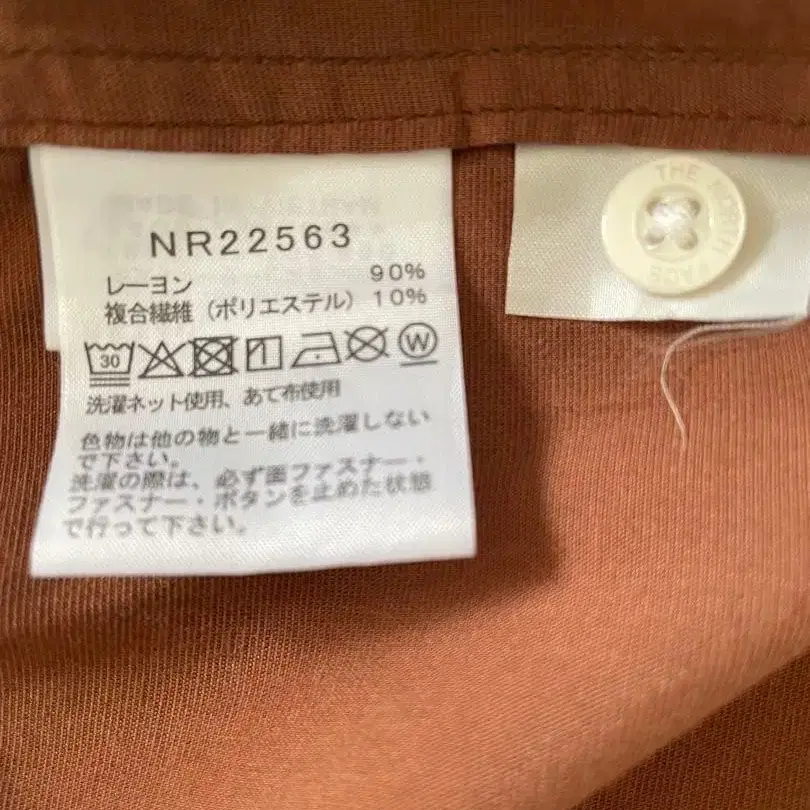 NR22563
レーヨン 90%
複合繊維（ポリエステル）10%
30
W
洗濯ネット使用、あて布使用
色物は他の物と一緒に洗濯しない
で下さい。
洗濯の際は、必ず面ファスナー・
ファスナー・ボタンを止めた状態
で行って下さい。
THE NORTH FACE